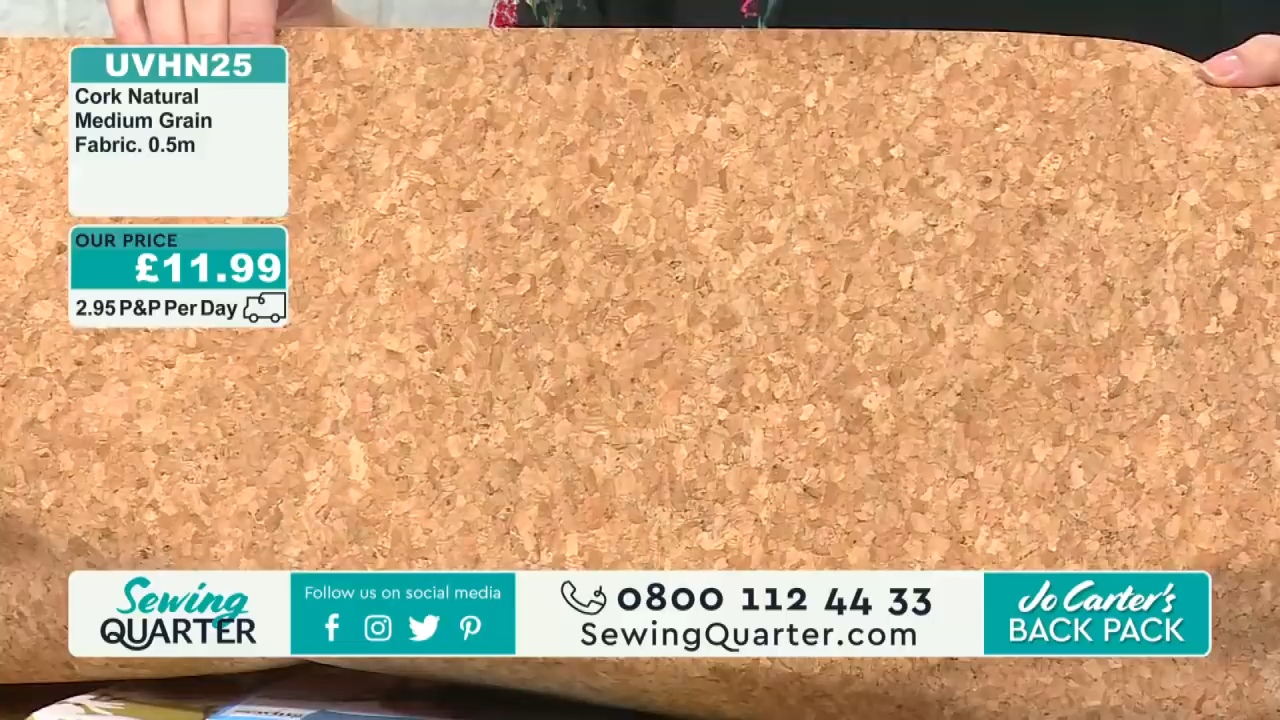 UVHN25
Cork Natural
Medium Grain
Fabric. 0.5m
OUR PRICE
£11.99
2.95 P&P Per Day
Sewing
QUARTER
Follow us on social media
0800 112 44 33
SewingQuarter.com
Jo Carter's
BACK PACK